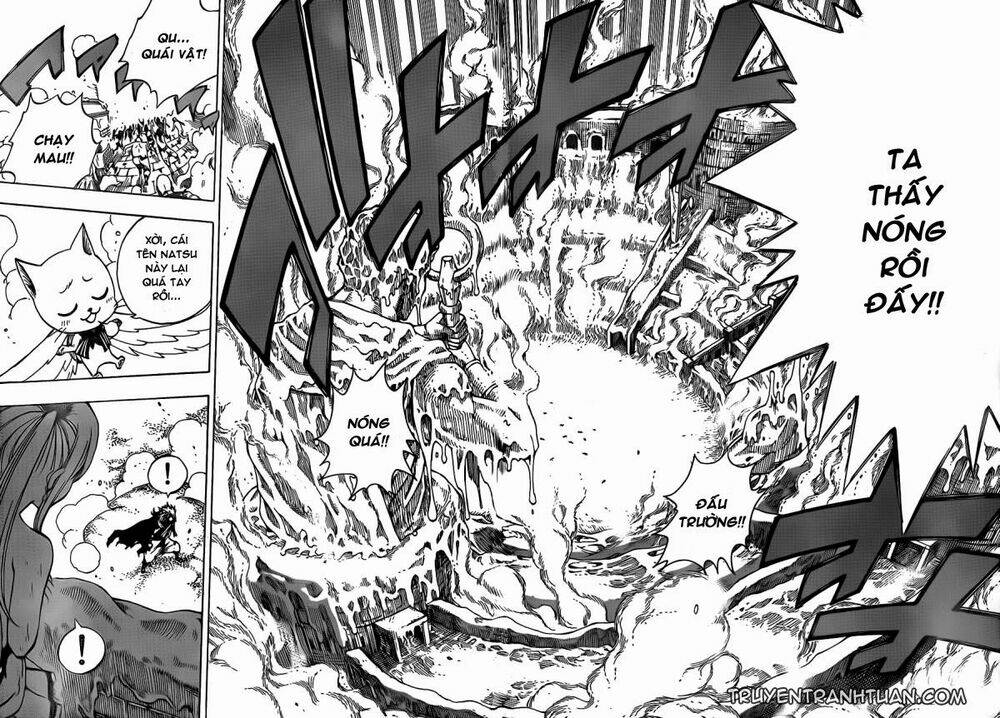 TA
THẤY
NÓNG
RỒI
ĐẤY!!
NÓNG
QUÁ!!
ĐẤU
TRƯỜNG!!
QU...
QUÁI VẬT!
CHẠY
MAU!!
XỜI, CÁI
TÊN NATSU
NÀY LẠI
QUÁ TAY
RỒI...
!
!
TRUYENTRANHTUAN.COM